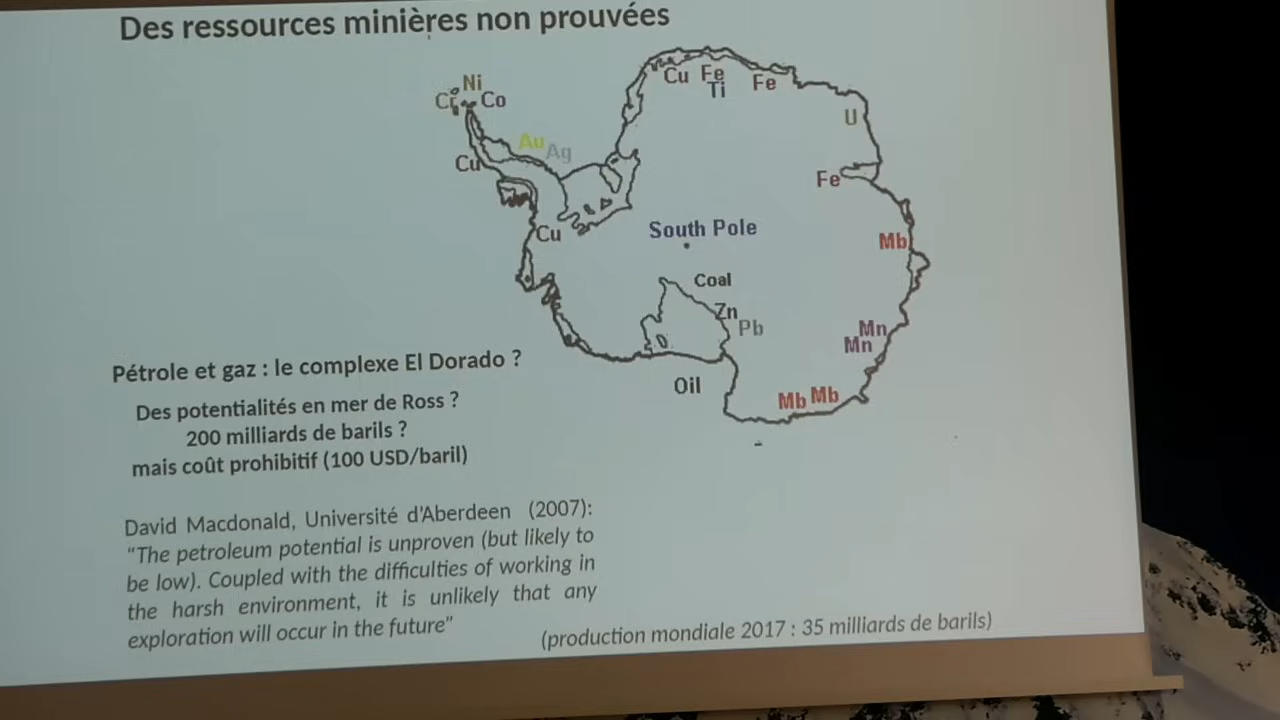 Des ressources minières non prouvées
Ni
Cr Co
Cu
Au
Ag
Cu
Cu Fe Fe
Ti
U
Fe
South Pole
Mb
Coal
Zn
Pb
Mn
Mn
Oil
Mb Mb
Pétrole et gaz : le complexe El Dorado ?
Des potentialités en mer de Ross ?
200 milliards de barils ?
mais coût prohibitif (100 USD/baril)
David Macdonald, Université d'Aberdeen (2007):
"The petroleum potential is unproven (but likely to
be low). Coupled with the difficulties of working in
the harsh environment, it is unlikely that any
exploration will occur in the future"
(production mondiale 2017 : 35 milliards de barils)